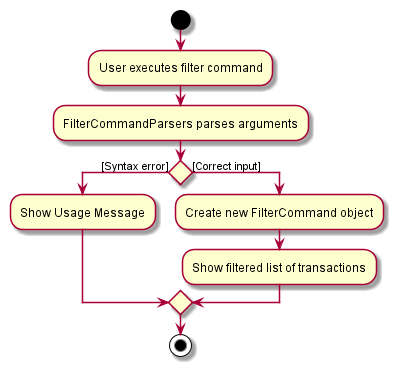 User executes filter command
FilterCommandParsers parses arguments
[Syntax error]
[Correct input]
Show Usage Message
Create new FilterCommand object
Show filtered list of transactions